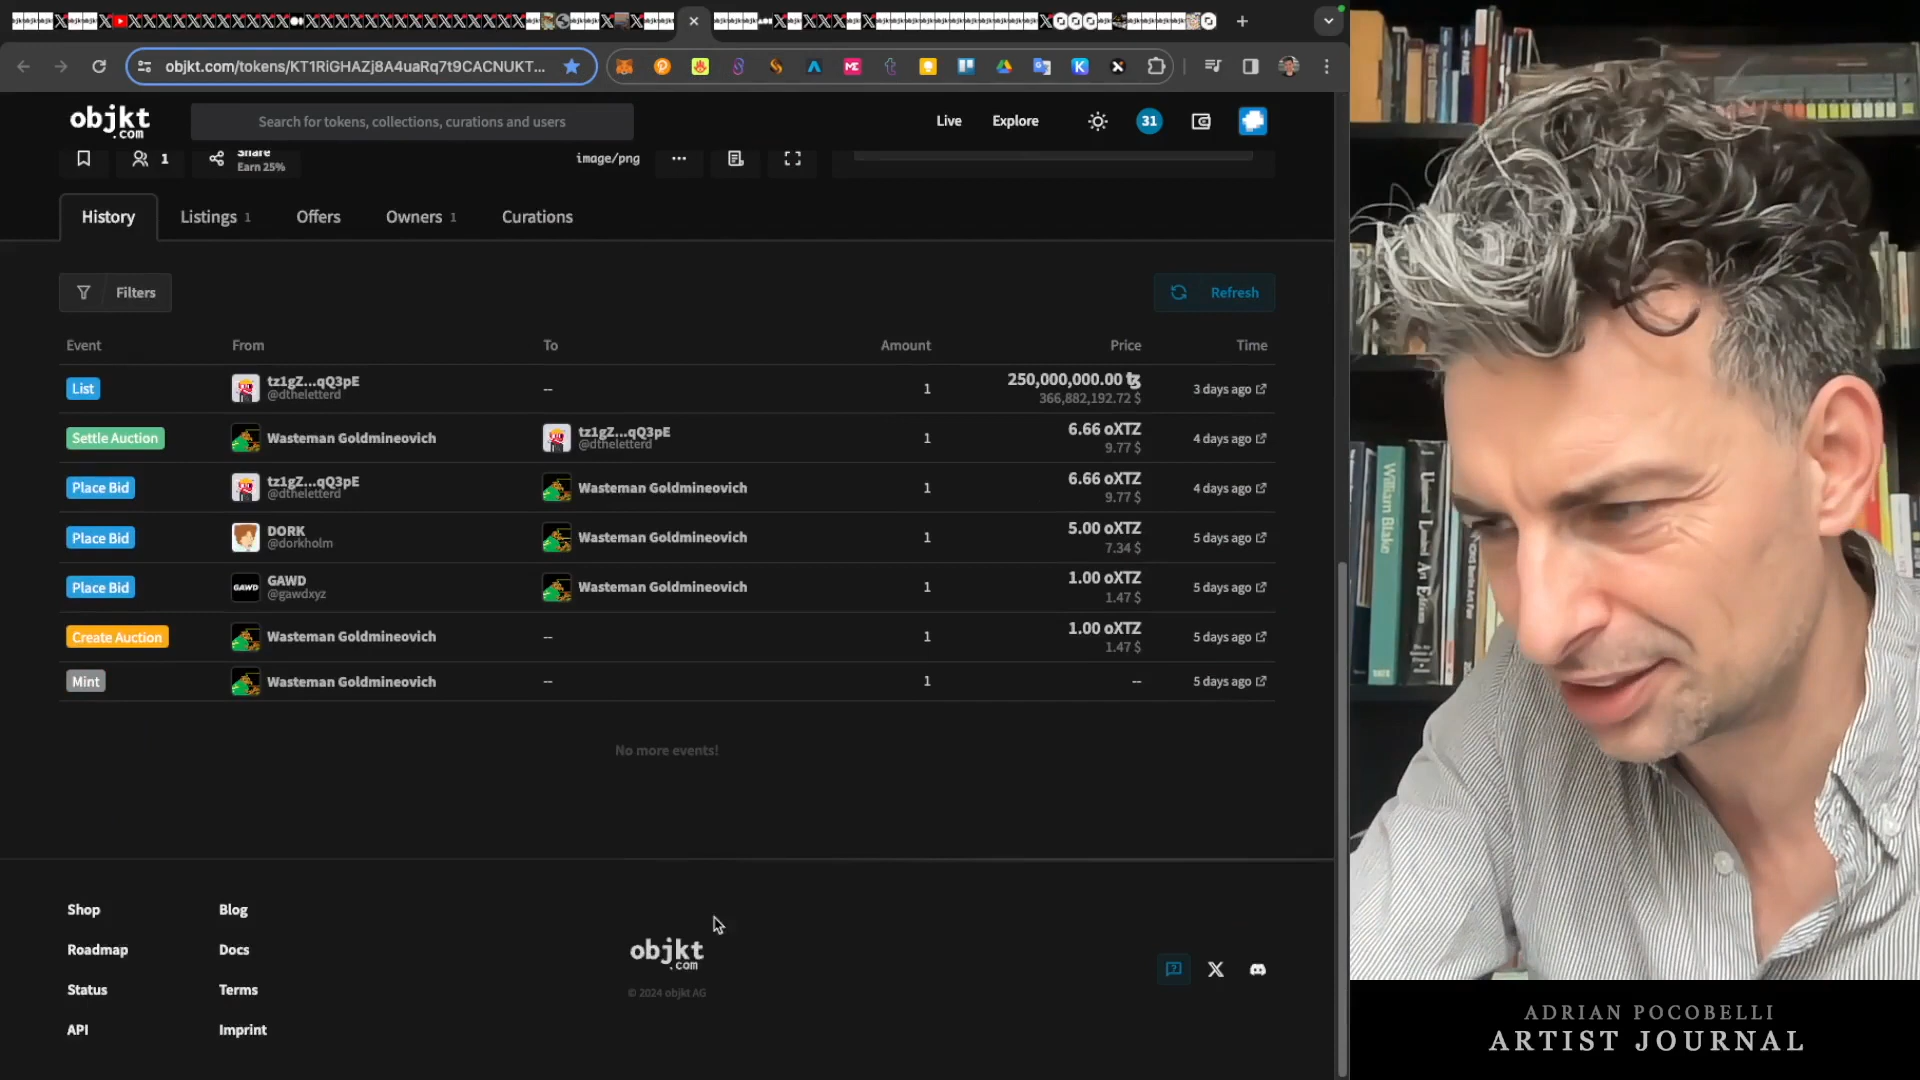 objkt.com/tokens/KT1RiGHAZj8A4uaRq7t9CACNUKT...
objkt
.com
Search for tokens, collections, curations and users
Live
Explore
31
1
Share
Earn 25%
image/png
History
Listings 1
Offers
Owners 1
Curations
Filters
Refresh
Event From To Amount Price Time
List tz1gZ...qQ3pE -- 1 250,000,000.00 ꜩ 3 days ago
@dtheletterd 366,882,192.72 $
Settle Auction Wasteman Goldmineovich tz1gZ...qQ3pE 1 6.66 oXTZ 4 days ago
@dtheletterd 9.77 $
Place Bid tz1gZ...qQ3pE Wasteman Goldmineovich 1 6.66 oXTZ 4 days ago
@dtheletterd 9.77 $
Place Bid DORK Wasteman Goldmineovich 1 5.00 oXTZ 5 days ago
@dorkholm 7.34 $
Place Bid GAWD GAWD Wasteman Goldmineovich 1 1.00 oXTZ 5 days ago
@gawdxyz 1.47 $
Create Auction Wasteman Goldmineovich -- 1 1.00 oXTZ 5 days ago
1.47 $
Mint Wasteman Goldmineovich -- 1 -- 5 days ago
No more events!
Shop Blog
Roadmap Docs
Status Terms
API Imprint
objkt
.com
© 2024 objkt AG
William Blake
ADRIAN POCOBELLI
ARTIST JOURNAL